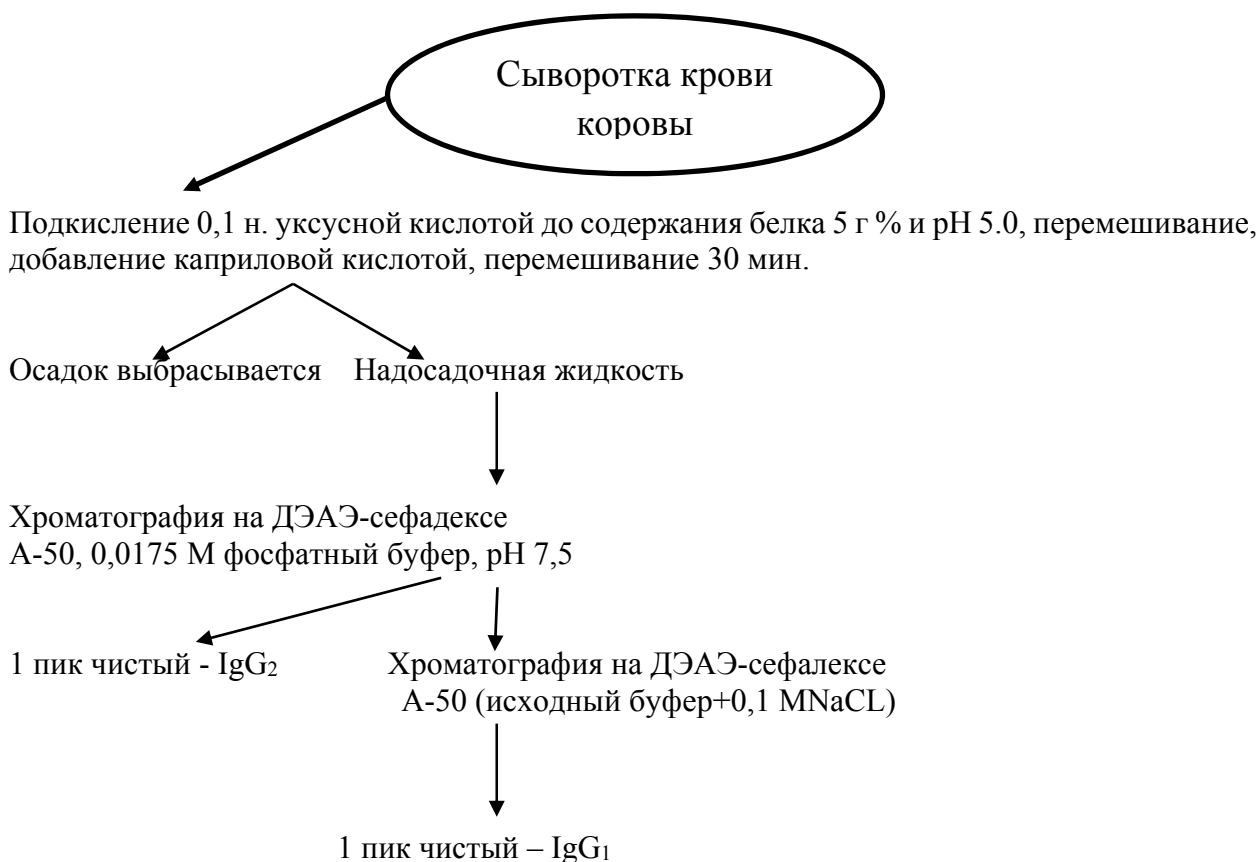 Сыворотка крови
коровы
Подкисление 0,1 н. уксусной кислотой до содержания белка 5 г % и рН 5.0, перемешивание,
добавление каприловой кислотой, перемешивание 30 мин.
Осадок выбрасывается Надосадочная жидкость
Хроматография на ДЭАЭ-сефадексе
А-50, 0,0175 М фосфатный буфер, рН 7,5
1 пик чистый - IgG2 Хроматография на ДЭАЭ-сефалексе
А-50 (исходный буфер+0,1 MNaCL)
1 пик чистый – IgG1